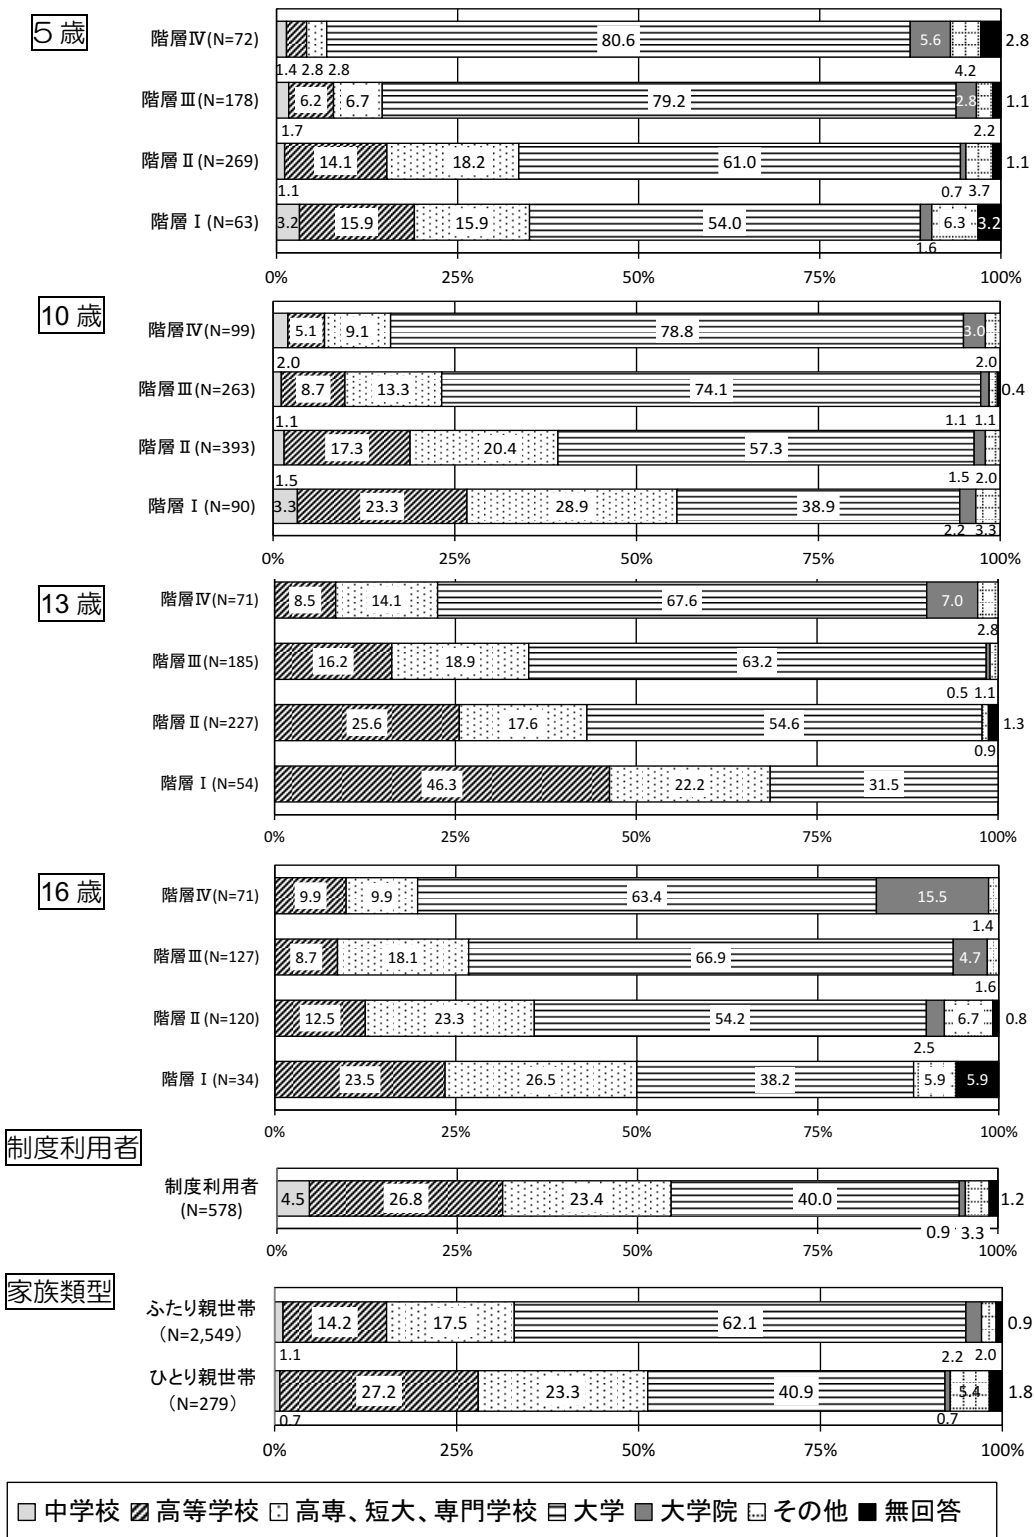 5 歳
階層Ⅳ(N=72) 80.6 5.6 2.8
1.4 2.8 2.8 4.2
階層Ⅲ(N=178) 6.2 6.7 79.2 2.8 1.1
1.7 2.2
階層Ⅱ(N=269) 14.1 18.2 61.0 1.1
1.1 0.7 3.7
階層Ⅰ(N=63) 3.2 15.9 15.9 54.0 6.3 3.2
1.6
0% 25% 50% 75% 100%
10 歳
階層Ⅳ(N=99) 5.1 9.1 78.8 3.0
2.0 2.0
階層Ⅲ(N=263) 8.7 13.3 74.1 0.4
1.1 1.1 1.1
階層Ⅱ(N=393) 17.3 20.4 57.3
1.5 1.5 2.0
階層Ⅰ(N=90) 3.3 23.3 28.9 38.9
2.2 3.3
0% 25% 50% 75% 100%
13 歳
階層Ⅳ(N=71) 8.5 14.1 67.6 7.0
2.8
階層Ⅲ(N=185) 16.2 18.9 63.2
0.5 1.1
階層Ⅱ(N=227) 25.6 17.6 54.6 1.3
0.9
階層Ⅰ(N=54) 46.3 22.2 31.5
0% 25% 50% 75% 100%
16 歳
階層Ⅳ(N=71) 9.9 9.9 63.4 15.5
1.4
階層Ⅲ(N=127) 8.7 18.1 66.9 4.7
1.6
階層Ⅱ(N=120) 12.5 23.3 54.2 6.7 0.8
2.5
階層Ⅰ(N=34) 23.5 26.5 38.2 5.9 5.9
0% 25% 50% 75% 100%
制度利用者
制度利用者
(N=578) 4.5 26.8 23.4 40.0 1.2
0.9 3.3
0% 25% 50% 75% 100%
家族類型
ふたり親世帯
（N=2,549） 14.2 17.5 62.1 0.9
1.1 2.2 2.0
ひとり親世帯
（N=279） 27.2 23.3 40.9 5.4 1.8
0.7 0.7
0% 25% 50% 75% 100%
中学校 高等学校 高専、短大、専門学校 大学 大学院 その他 無回答